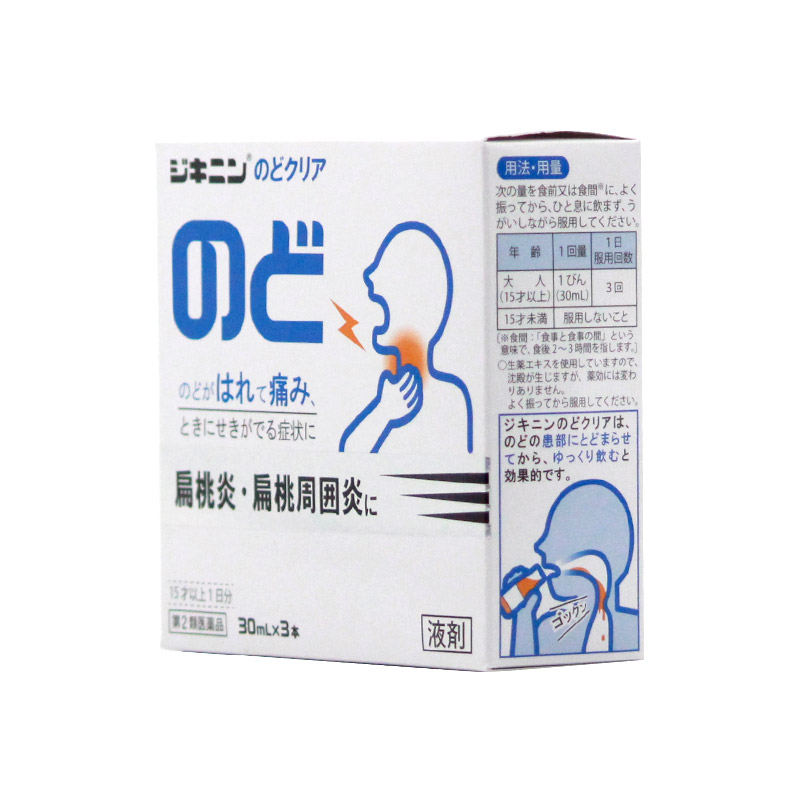 ジキニン® のどクリア
のど
のどが はれて 痛み、
ときにせきがでる症状に
扁桃炎・扁桃周囲炎に
15才以上1日分
第2類医薬品 30mL×3本
液剤
用法・用量
次の量を食前又は食間※に、よく
振ってから、ひと息に飲まず、う
がいしながら服用してください。
年 齢 1回量 1日服用回数
大 人(15才以上) 1びん(30mL) 3回
15才未満 服用しないこと
[※食間:「食事と食事の間」という
意味で、食後2〜3時間を指します。]
○生薬エキスを使用していますので、
沈殿が生じますが、薬効には変わ
りありません。
よく振ってから服用してください。
ジキニンのどクリアは、
のどの患部にとどまらせ
てから、ゆっくり飲むと
効果的です。
ゴックン